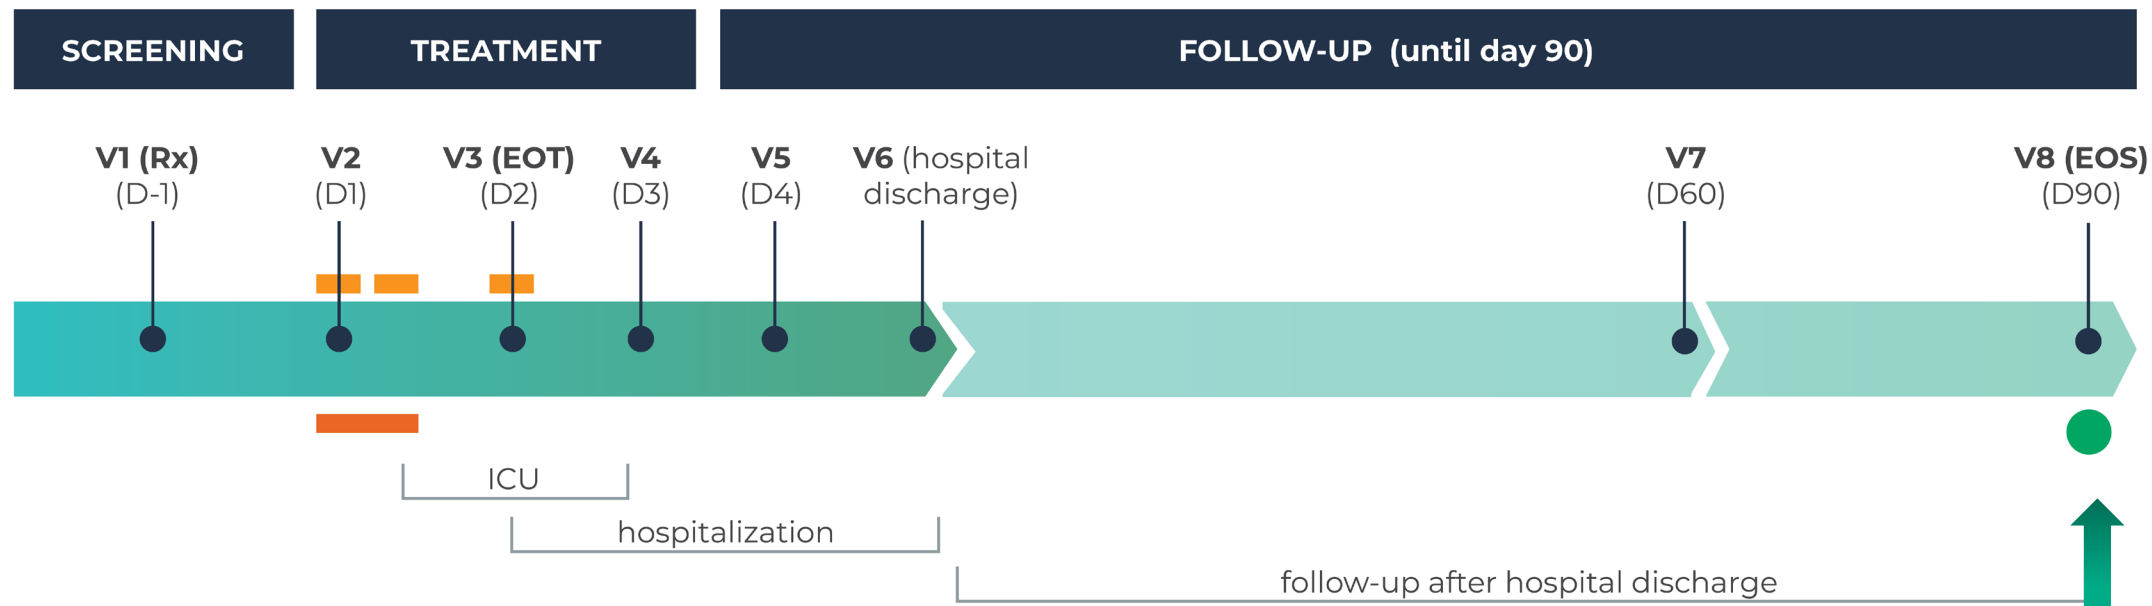 SCREENING
TREATMENT
FOLLOW-UP (until day 90)
V1 (Rx)
(D-1)
V2
(D1)
V3 (EOT)
(D2)
V4
(D3)
V5
(D4)
V6 (hospital
discharge)
V7
(D60)
V8 (EOS)
(D90)
ICU
hospitalization
follow-up after hospital discharge